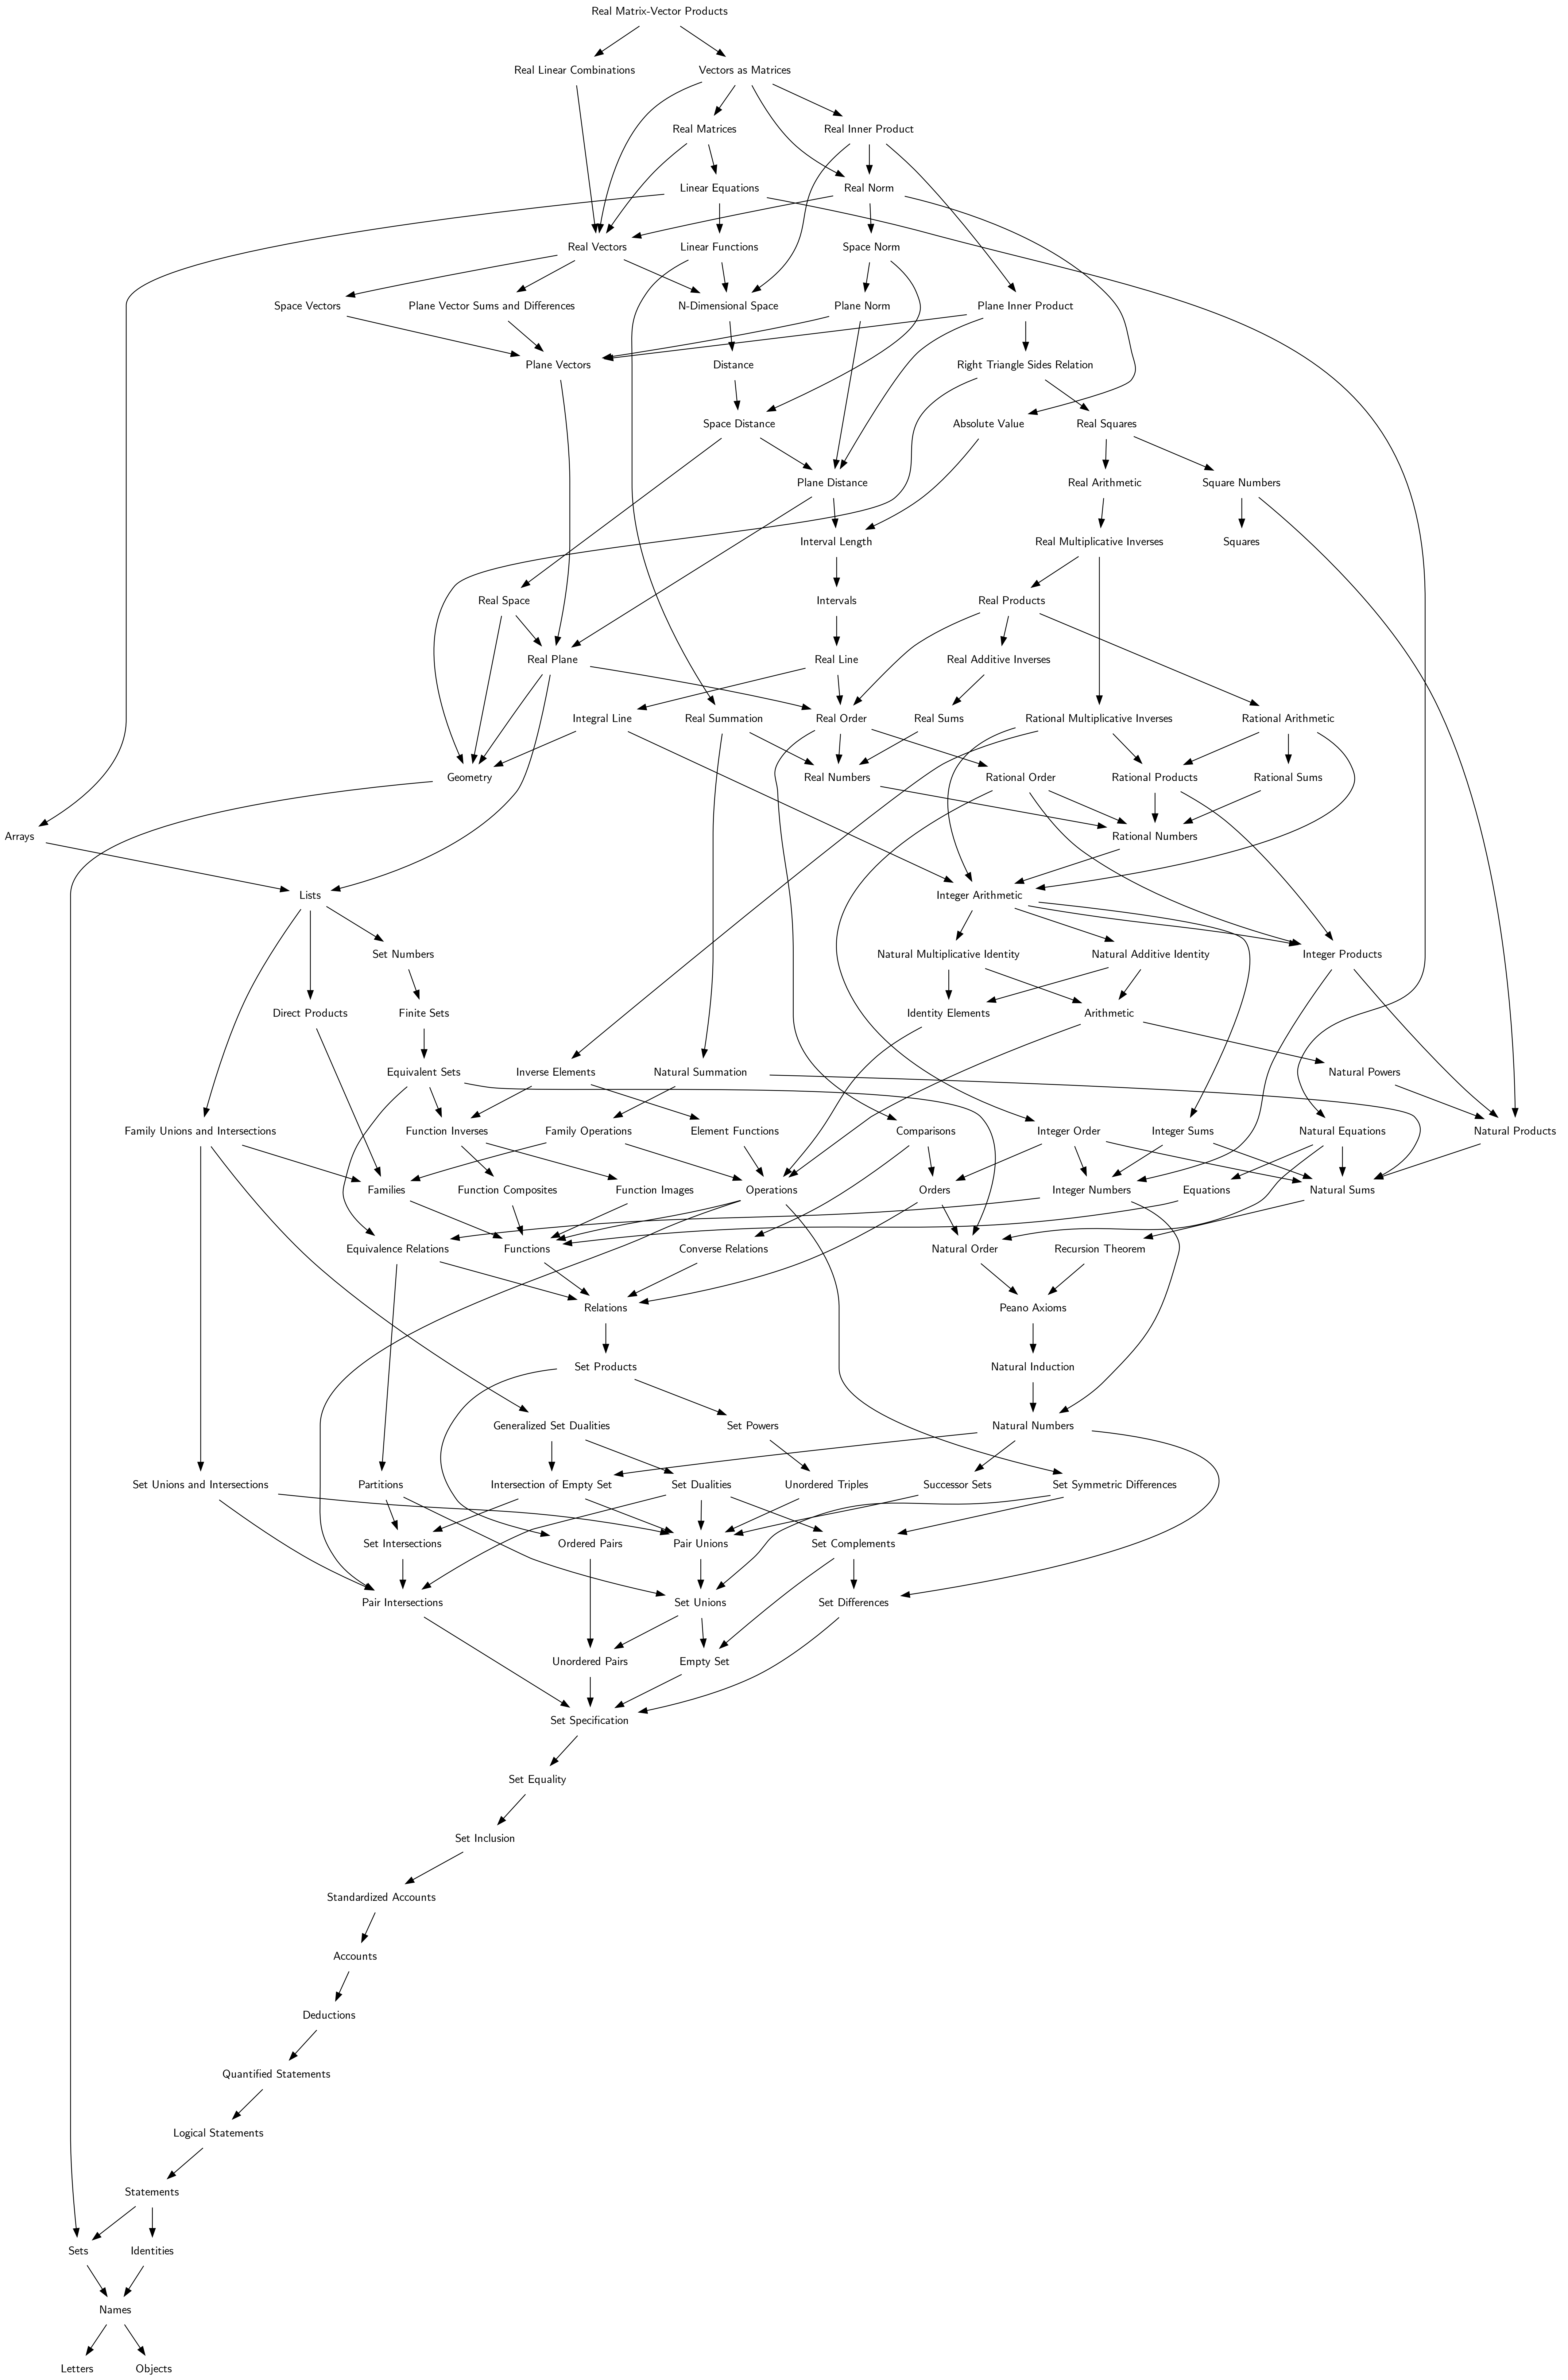 Real Matrix-Vector Products
Real Linear Combinations
Vectors as Matrices
Real Matrices
Real Inner Product
Linear Equations
Real Norm
Real Vectors
Linear Functions
Space Norm
Space Vectors
Plane Vector Sums and Differences
N-Dimensional Space
Plane Norm
Plane Inner Product
Plane Vectors
Distance
Right Triangle Sides Relation
Space Distance
Absolute Value
Real Squares
Plane Distance
Real Arithmetic
Square Numbers
Interval Length
Real Multiplicative Inverses
Squares
Real Space
Intervals
Real Products
Real Plane
Real Line
Real Additive Inverses
Integral Line
Real Summation
Real Order
Real Sums
Rational Multiplicative Inverses
Rational Arithmetic
Geometry
Real Numbers
Rational Order
Rational Products
Rational Sums
Arrays
Rational Numbers
Lists
Integer Arithmetic
Set Numbers
Natural Multiplicative Identity
Natural Additive Identity
Integer Products
Direct Products
Finite Sets
Identity Elements
Arithmetic
Equivalent Sets
Inverse Elements
Natural Summation
Natural Powers
Family Unions and Intersections
Function Inverses
Family Operations
Element Functions
Comparisons
Integer Order
Integer Sums
Natural Equations
Natural Products
Families
Function Composites
Function Images
Operations
Orders
Integer Numbers
Equations
Natural Sums
Equivalence Relations
Functions
Converse Relations
Natural Order
Recursion Theorem
Relations
Peano Axioms
Set Products
Natural Induction
Generalized Set Dualities
Set Powers
Natural Numbers
Set Unions and Intersections
Partitions
Intersection of Empty Set
Set Dualities
Unordered Triples
Successor Sets
Set Symmetric Differences
Set Intersections
Ordered Pairs
Pair Unions
Set Complements
Pair Intersections
Set Unions
Set Differences
Unordered Pairs
Empty Set
Set Specification
Set Equality
Set Inclusion
Standardized Accounts
Accounts
Deductions
Quantified Statements
Logical Statements
Statements
Sets
Identities
Names
Letters
Objects